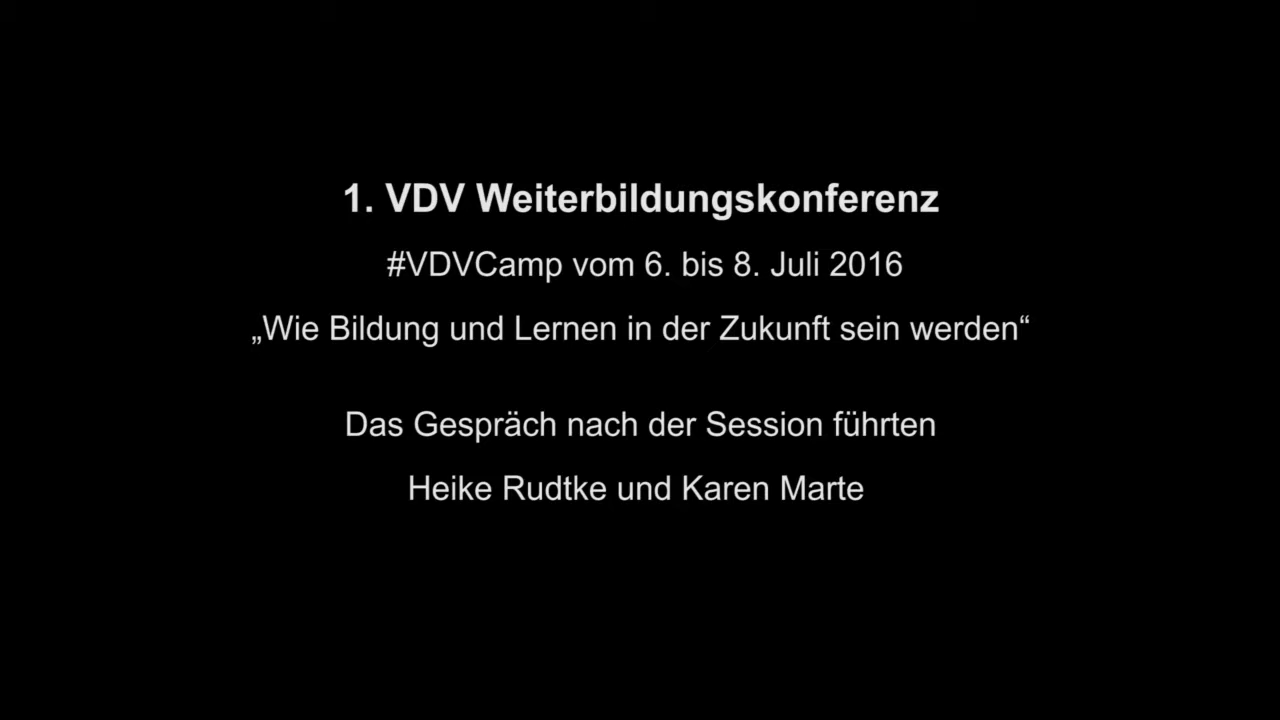 1. VDV Weiterbildungskonferenz
#VDVCamp vom 6. bis 8. Juli 2016
„Wie Bildung und Lernen in der Zukunft sein werden“
Das Gespräch nach der Session führten
Heike Rudtke und Karen Marte